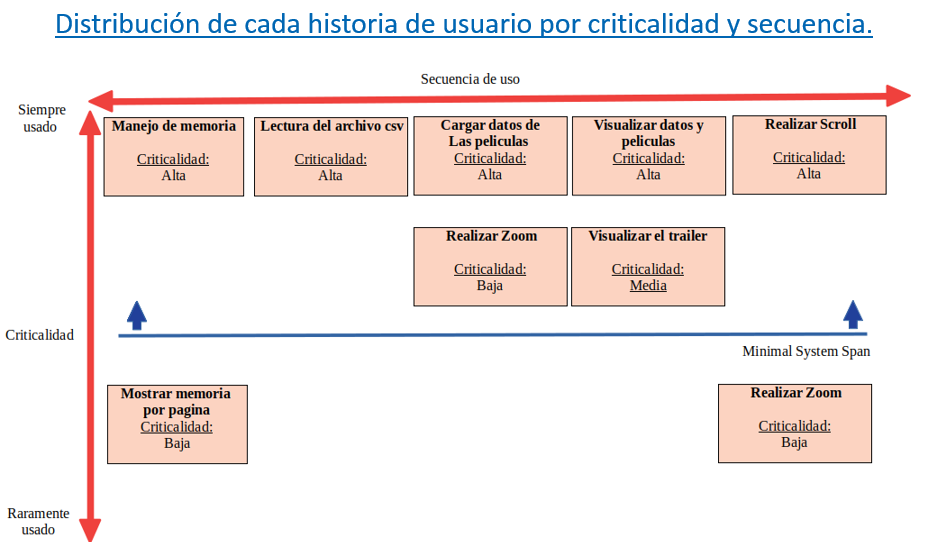 Distribución de cada historia de usuario por criticalidad y secuencia.
Secuencia de uso
Siempre
usado
Manejo de memoria
Criticalidad:
Alta
Lectura del archivo csv
Criticalidad:
Alta
Cargar datos de
Las peliculas
Criticalidad:
Alta
Visualizar datos y
peliculas
Criticalidad:
Alta
Realizar Scroll
Criticalidad:
Alta
Realizar Zoom
Criticalidad:
Baja
Visualizar el trailer
Criticalidad:
Media
Criticalidad
Minimal System Span
Mostrar memoria
por pagina
Criticalidad:
Baja
Realizar Zoom
Criticalidad:
Baja
Raramente
usado